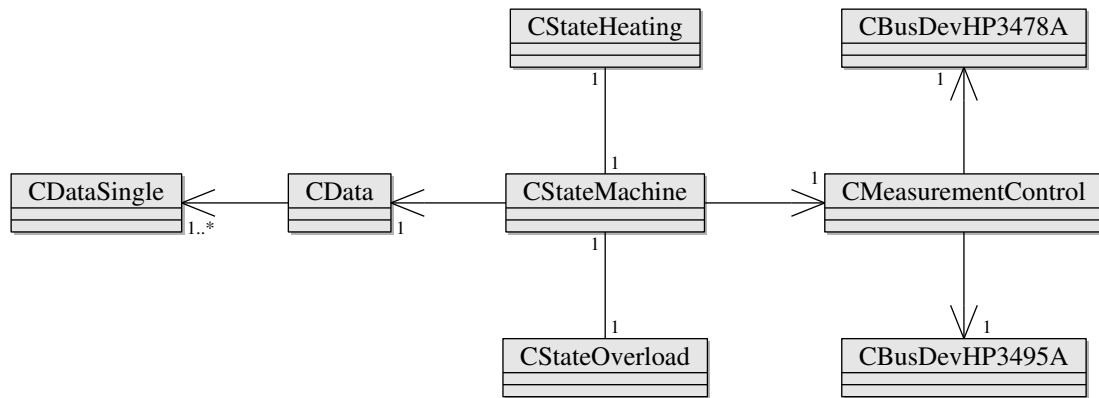 CStateHeating
CBusDevHP3478A
1
1
1
1
CDataSingle
CData
CStateMachine
CMeasurementControl
1..*
1
1
1
1
CStateOverload
CBusDevHP3495A